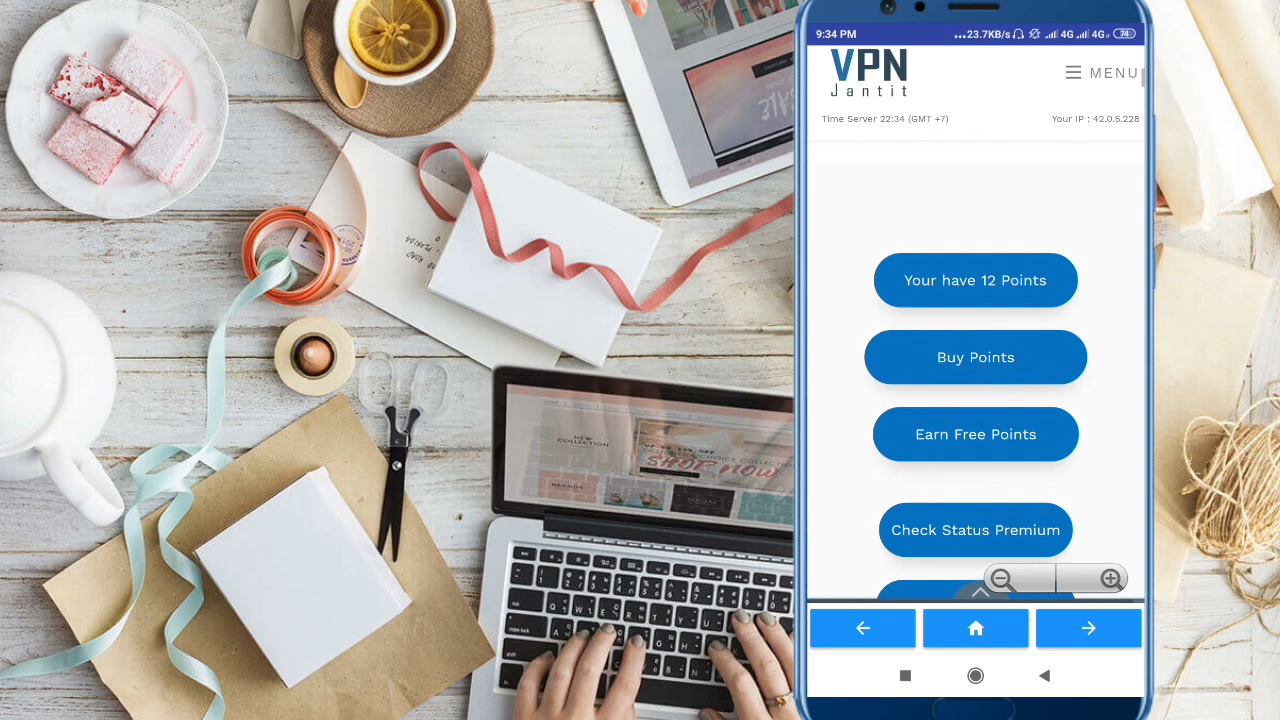 9:34 PM ...23.7KB/s 4G 4G 74
VPN
Jantit
MENU
Time Server 22:34 (GMT +7)
Your IP : 42.0.5.228
Your have 12 Points
Buy Points
Earn Free Points
Check Status Premium
NEW
COLLECTION
SHOP NOW
BRANDS